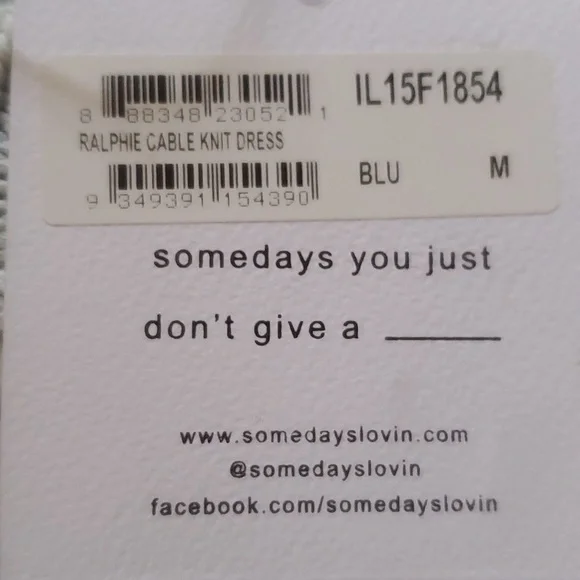 IL15F1854
8 88348 23052 1
RALPHIE CABLE KNIT DRESS
BLU M
9 349391 154390
somedays you just
don't give a ______
www.somedayslovin.com
@somedayslovin
facebook.com/somedayslovin